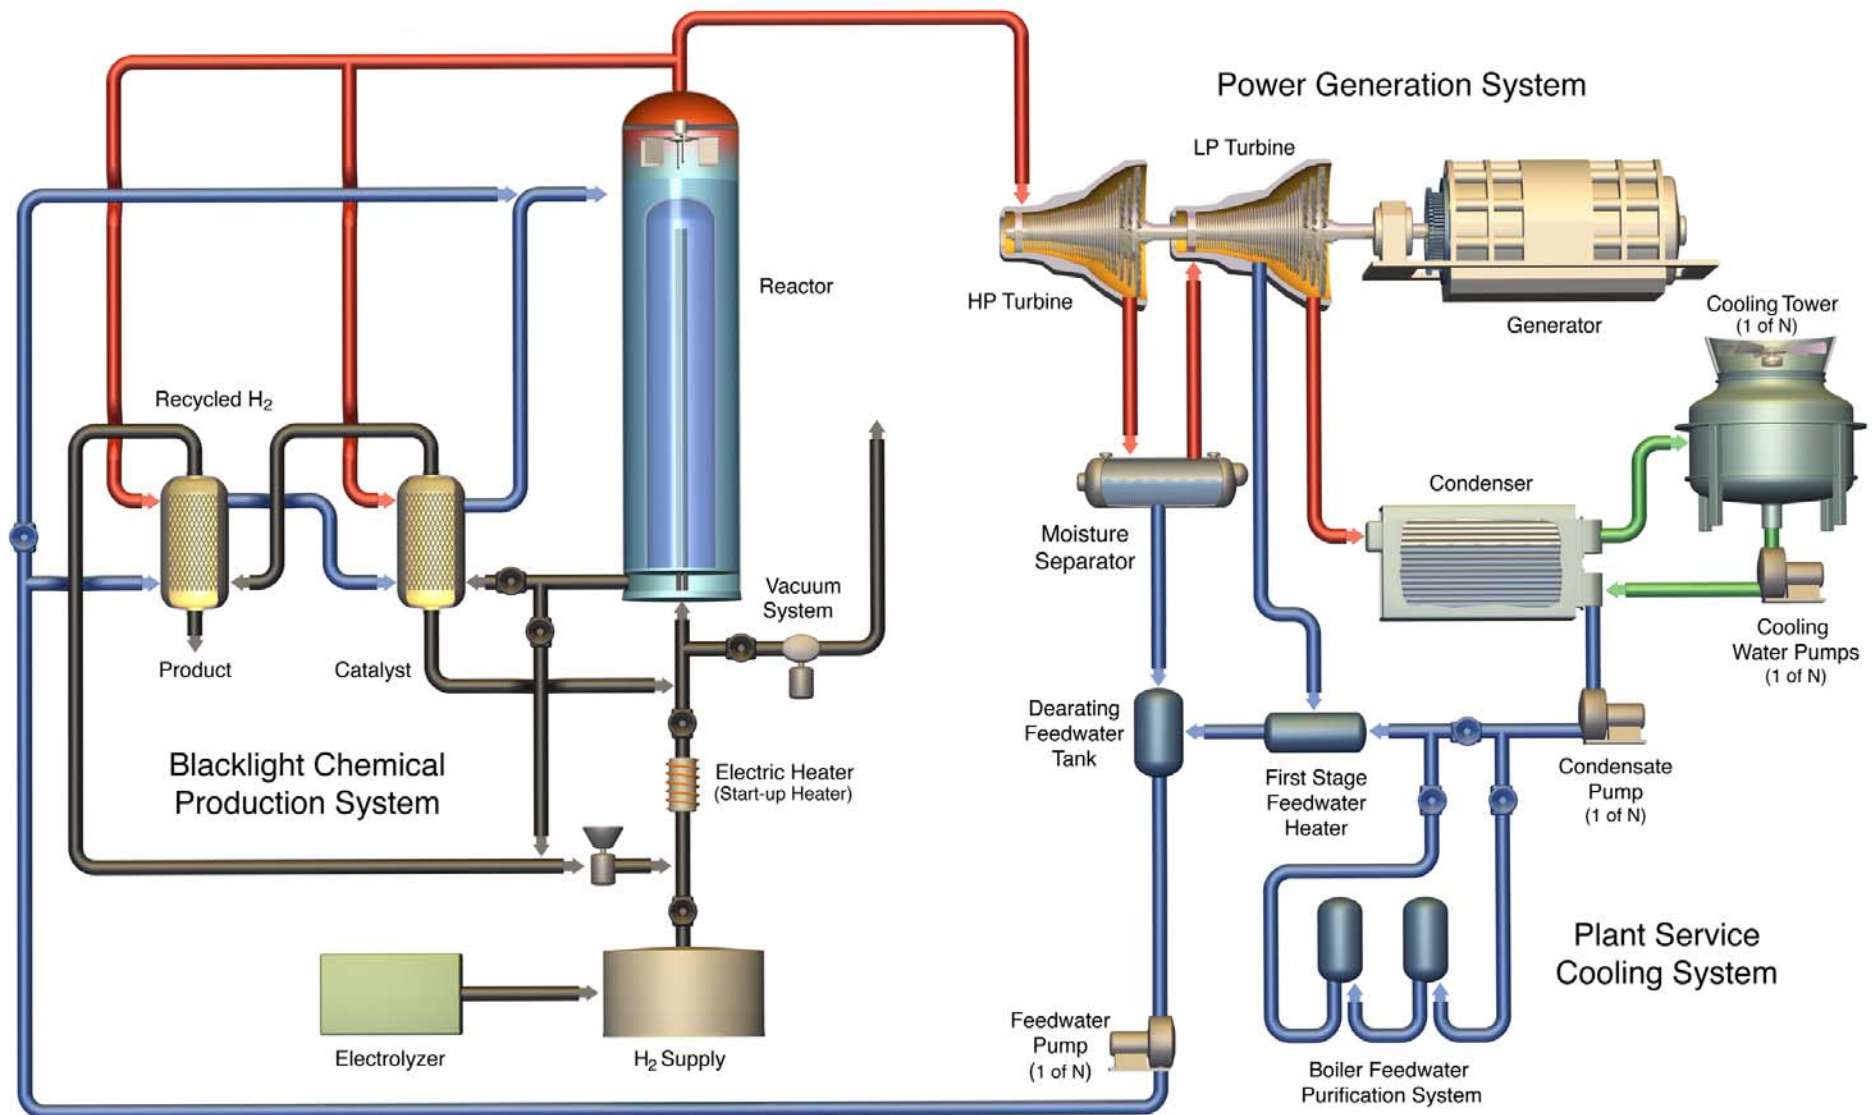 Power Generation System
LP Turbine
Reactor
HP Turbine
Generator
Cooling Tower
(1 of N)
Recycled H₂
Condenser
Moisture
Separator
Vacuum
System
Cooling
Water Pumps
(1 of N)
Product
Catalyst
Dearating
Feedwater
Tank
Blacklight Chemical
Production System
Electric Heater
(Start-up Heater)
First Stage
Feedwater
Heater
Condensate
Pump
(1 of N)
Plant Service
Cooling System
Electrolyzer
H₂ Supply
Feedwater
Pump
(1 of N)
Boiler Feedwater
Purification System